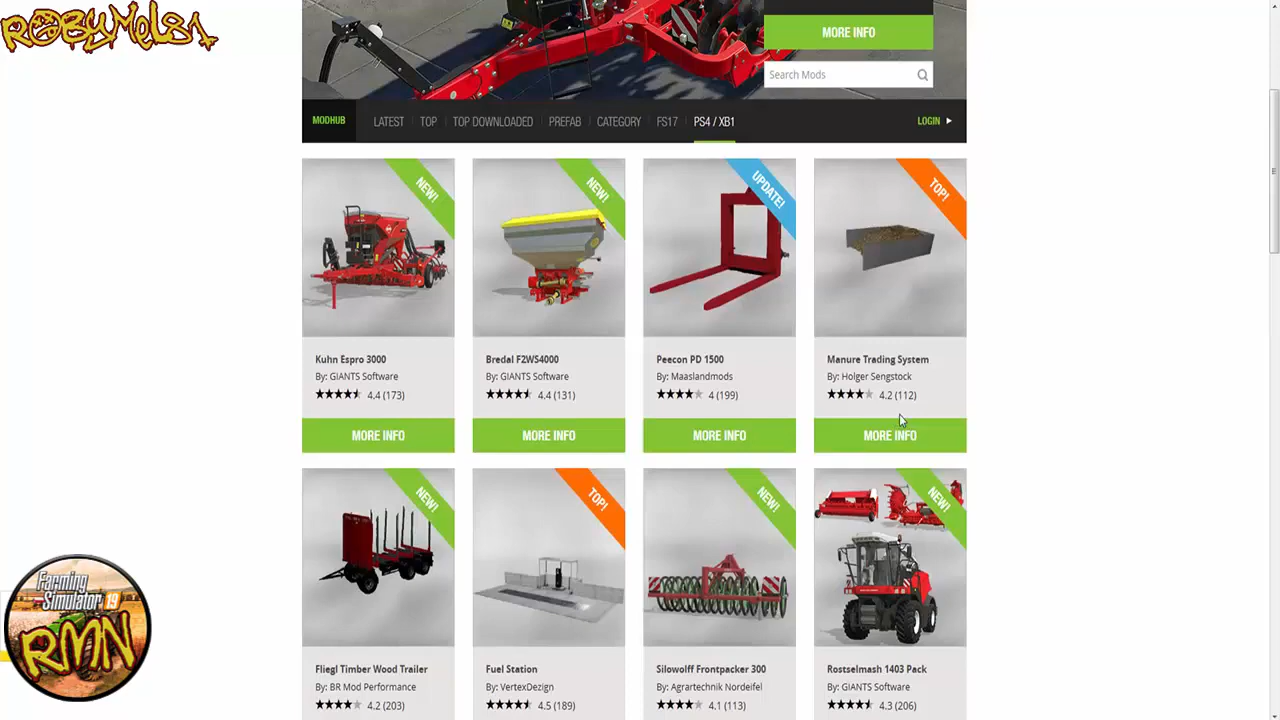 ROBYMEL81
MORE INFO
Search Mods
MODHUB LATEST TOP TOP DOWNLOADED PREFAB CATEGORY FS17 PS4 / XB1 LOGIN
NEW! NEW! UPDATE! TOP!
Kuhn Espro 3000 Bredal F2WS4000 Peecon PD 1500 Manure Trading System
By: GIANTS Software By: GIANTS Software By: Maaslandmods By: Holger Sengstock
4.4 (173) 4.4 (131) 4 (199) 4.2 (112)
MORE INFO MORE INFO MORE INFO MORE INFO
NEW! TOP! NEW! NEW!
Farming
Simulator 19
RMN
Fliegl Timber Wood Trailer Fuel Station Silowolff Frontpacker 300 Rostselmash 1403 Pack
By: BR Mod Performance By: VertexDezign By: Agrartechnik Nordeifel By: GIANTS Software
4.2 (203) 4.5 (189) 4.1 (113) 4.3 (206)